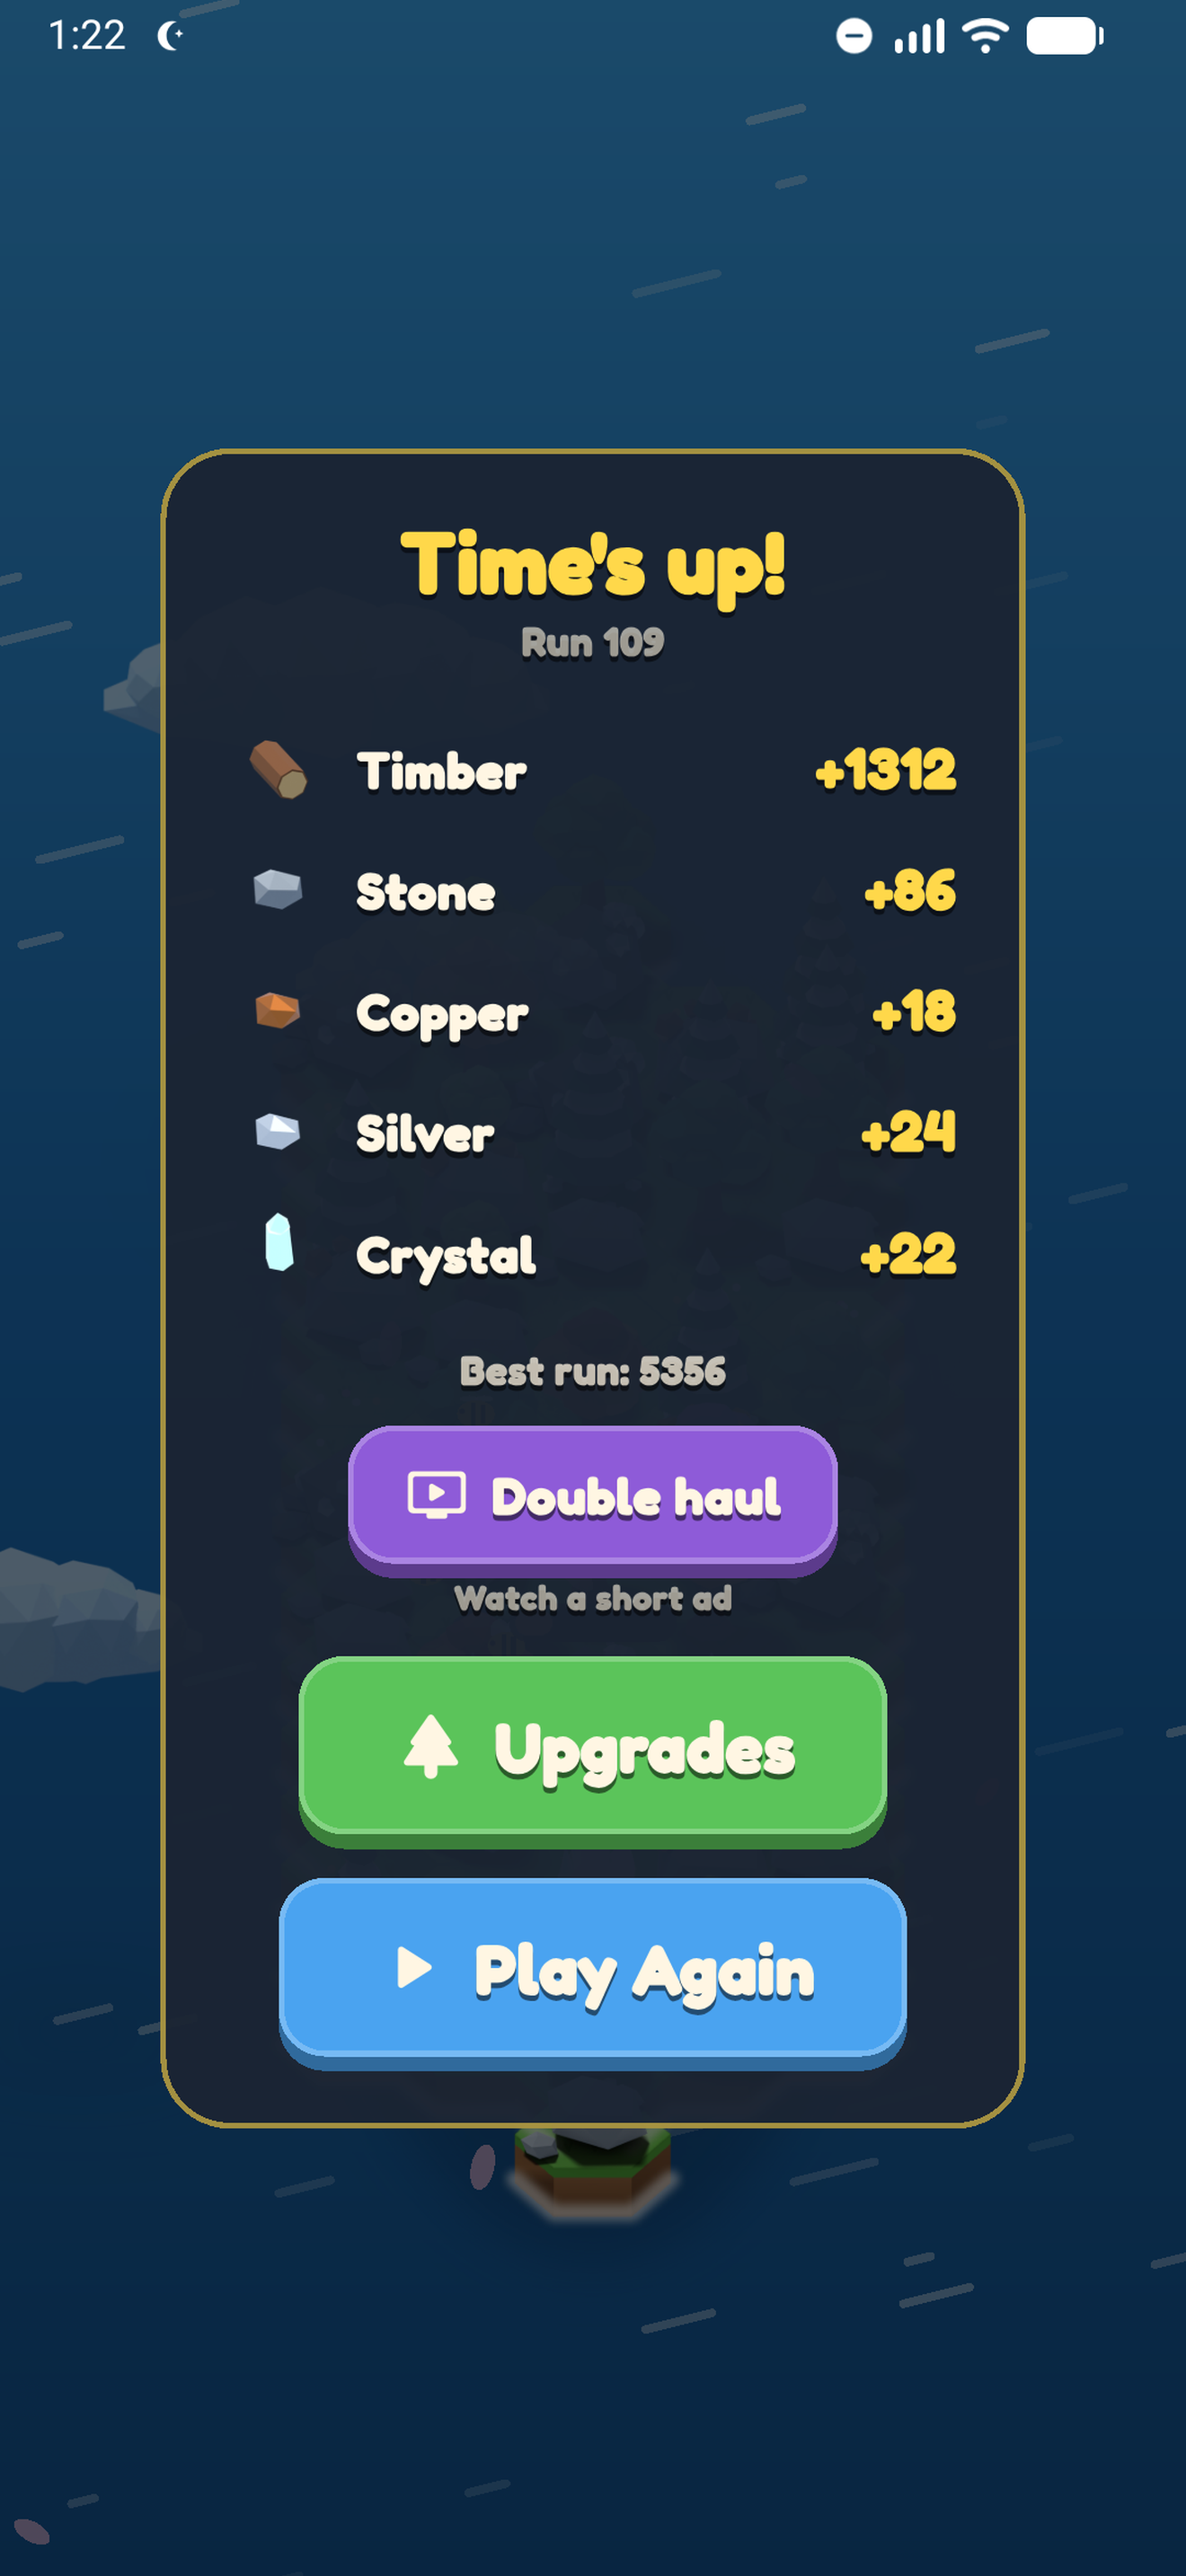 1:22
Time's up!
Run 109
Timber +1312
Stone +86
Copper +18
Silver +24
Crystal +22
Best run: 5356
Double haul
Watch a short ad
Upgrades
Play Again